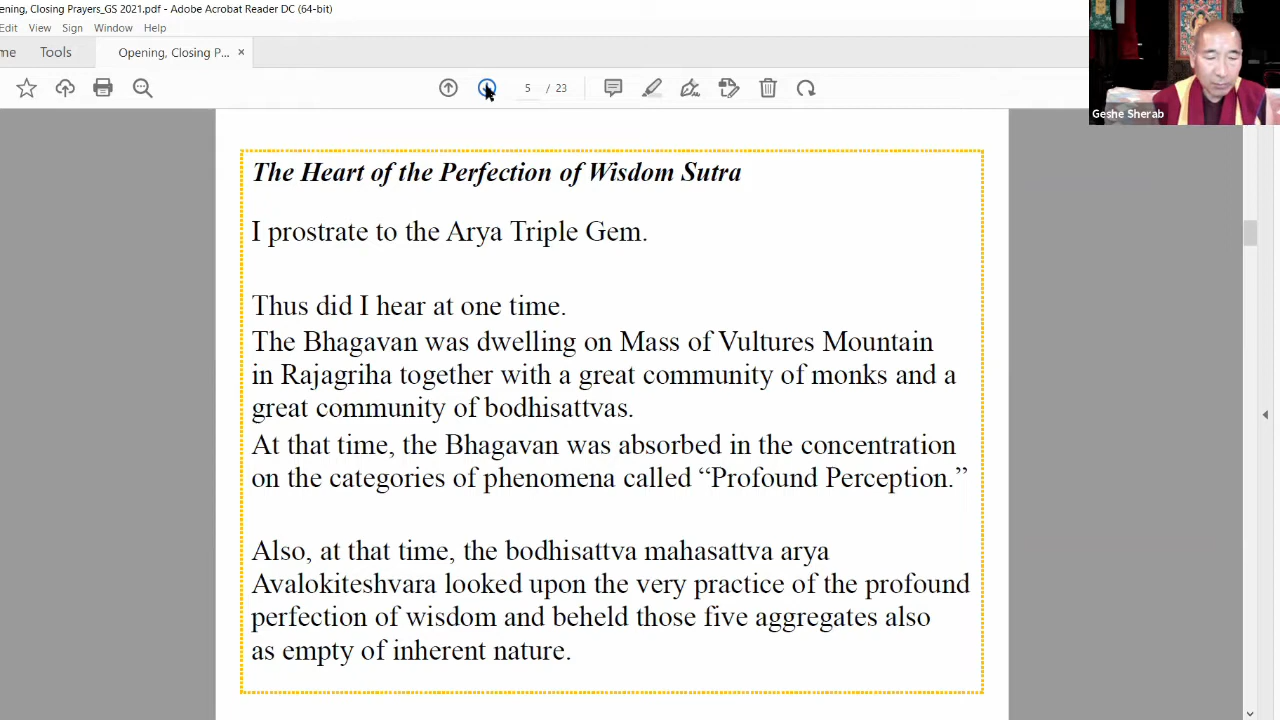 ening, Closing Prayers_GS 2021.pdf - Adobe Acrobat Reader DC (64-bit)
Edit View Sign Window Help
me Tools Opening, Closing P... ×
5 / 23
Geshe Sherab
The Heart of the Perfection of Wisdom Sutra
I prostrate to the Arya Triple Gem.
Thus did I hear at one time.
The Bhagavan was dwelling on Mass of Vultures Mountain
in Rajagriha together with a great community of monks and a
great community of bodhisattvas.
At that time, the Bhagavan was absorbed in the concentration
on the categories of phenomena called “Profound Perception.”
Also, at that time, the bodhisattva mahasattva arya
Avalokiteshvara looked upon the very practice of the profound
perfection of wisdom and beheld those five aggregates also
as empty of inherent nature.